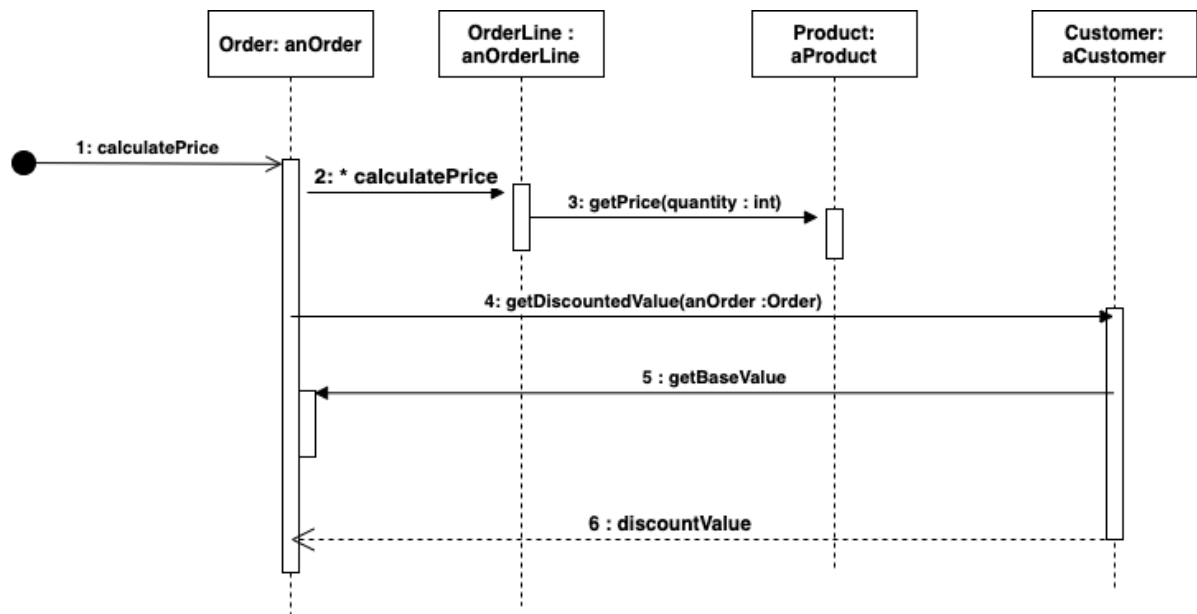 Order: anOrder
OrderLine :
anOrderLine
Product:
aProduct
Customer:
aCustomer
1: calculatePrice
2: * calculatePrice
3: getPrice(quantity : int)
4: getDiscountedValue(anOrder :Order)
5 : getBaseValue
6 : discountValue